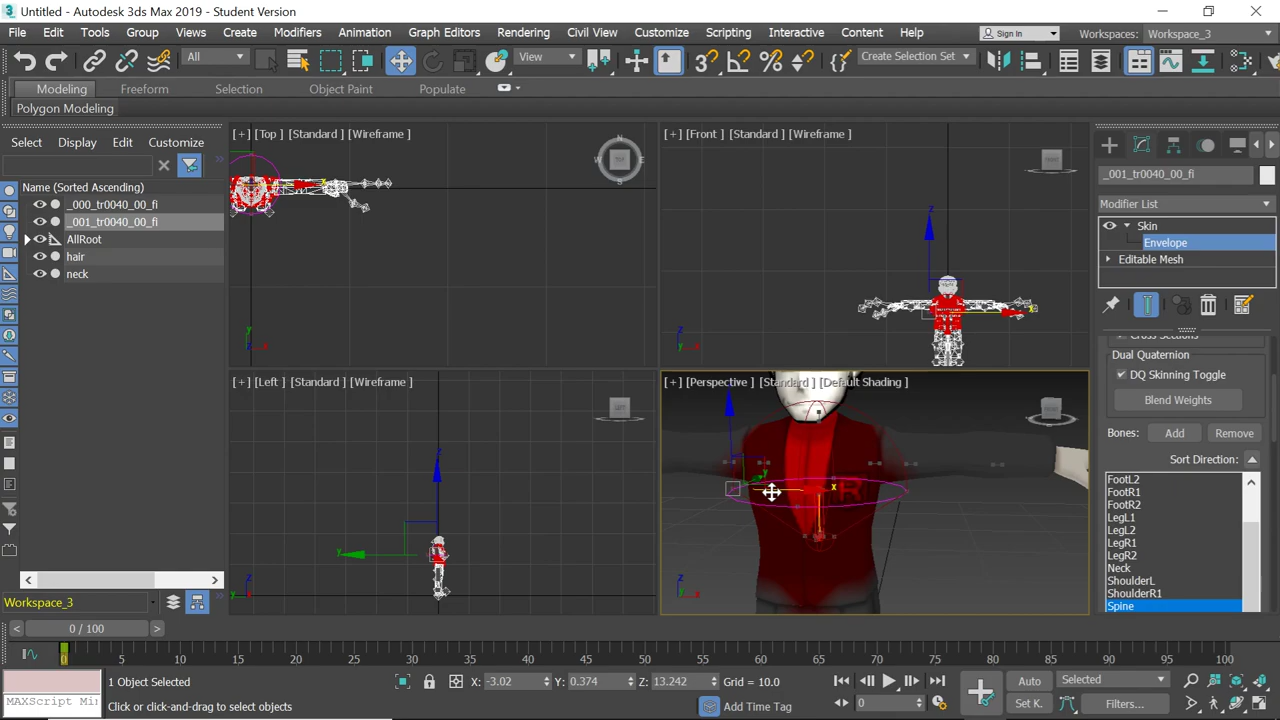 Untitled - Autodesk 3ds Max 2019 - Student Version
File Edit Tools Group Views Create Modifiers Animation Graph Editors Rendering Civil View Customize Scripting Interactive Content Help Sign In Workspaces: Workspace_3
All View Create Selection Set
Modeling Freeform Selection Object Paint Populate
Polygon Modeling
Select Display Edit Customize
Name (Sorted Ascending)
_000_tr0040_00_fi
_001_tr0040_00_fi
AllRoot
hair
neck
Workspace_3
[+] [Top] [Standard] [Wireframe]
N
W E
TOP
y
x
[+] [Front] [Standard] [Wireframe]
FRONT
z
x
z
y x
[+] [Left] [Standard] [Wireframe]
LEFT
z
y
z
y
[+] [Perspective] [Standard] [Default Shading]
R
y
x
z
x
_001_tr0040_00_fi
Modifier List
Skin
Envelope
Editable Mesh
Cross Sections
Dual Quaternion
DQ Skinning Toggle
Blend Weights
Bones: Add Remove
Sort Direction:
FootL2
FootR1
FootR2
LegL1
LegL2
LegR1
LegR2
Neck
ShoulderL
ShoulderR1
Spine
< 0 / 100 >
0 5 10 15 20 25 30 35 40 45 50 55 60 65 70 75 80 85 90 95 100
MAXScript Mi
1 Object Selected
Click or click-and-drag to select objects
X: -3.02 Y: 0.374 Z: 13.242 Grid = 10.0
Add Time Tag
0
Auto Selected
Set K. Filters...